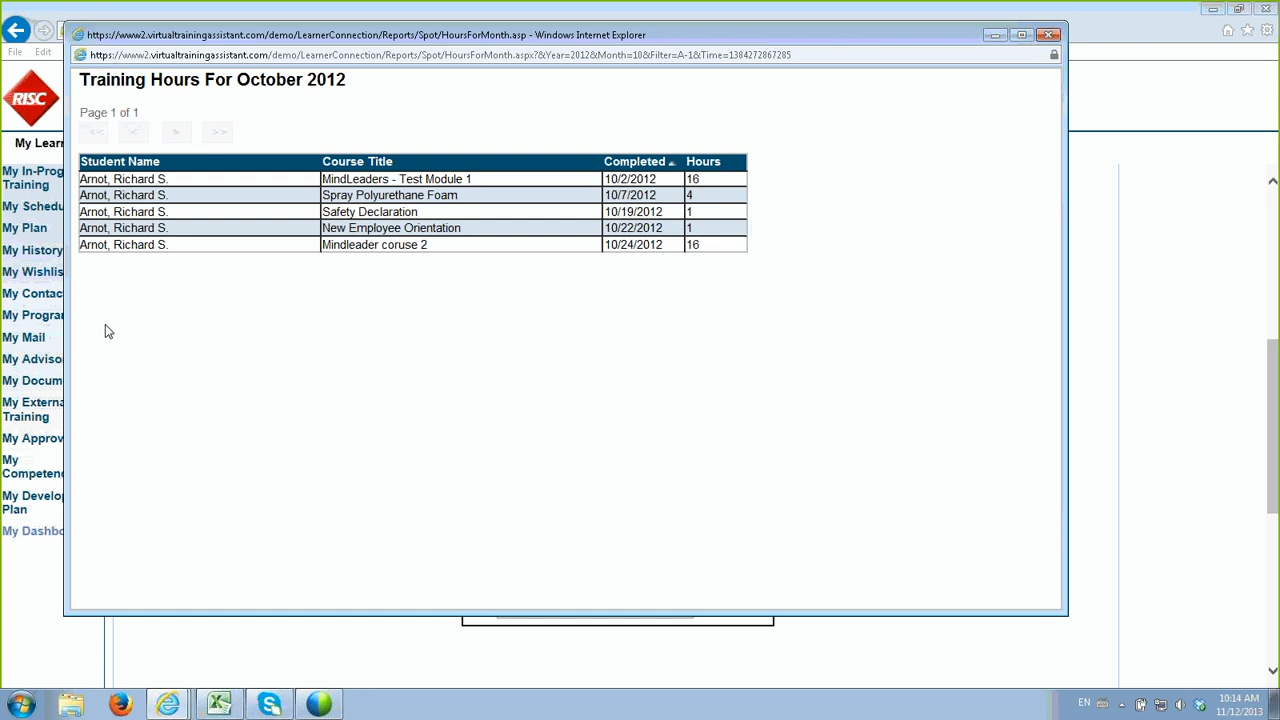 https://www2.virtualtrainingassistant.com/demo/LearnerConnection/Reports/Spot/HoursForMonth.asp - Windows Internet Explorer
https://www2.virtualtrainingassistant.com/demo/LearnerConnection/Reports/Spot/HoursForMonth.aspx?&Year=2012&Month=10&Filter=A-1&Time=1384272867285
File Edit
RISC
Training Hours For October 2012
Page 1 of 1
<< < > >>
Student Name Course Title Completed Hours
Arnot, Richard S. MindLeaders - Test Module 1 10/2/2012 16
Arnot, Richard S. Spray Polyurethane Foam 10/7/2012 4
Arnot, Richard S. Safety Declaration 10/19/2012 1
Arnot, Richard S. New Employee Orientation 10/22/2012 1
Arnot, Richard S. Mindleader coruse 2 10/24/2012 16
My Lear
My In-Prog
Training
My Schedu
My Plan
My History
My Wishlis
My Contac
My Progra
My Mail
My Adviso
My Docum
My Externa
Training
My Approv
My
Competenc
My Develop
Plan
My Dashbo
EN
10:14 AM
11/12/2013